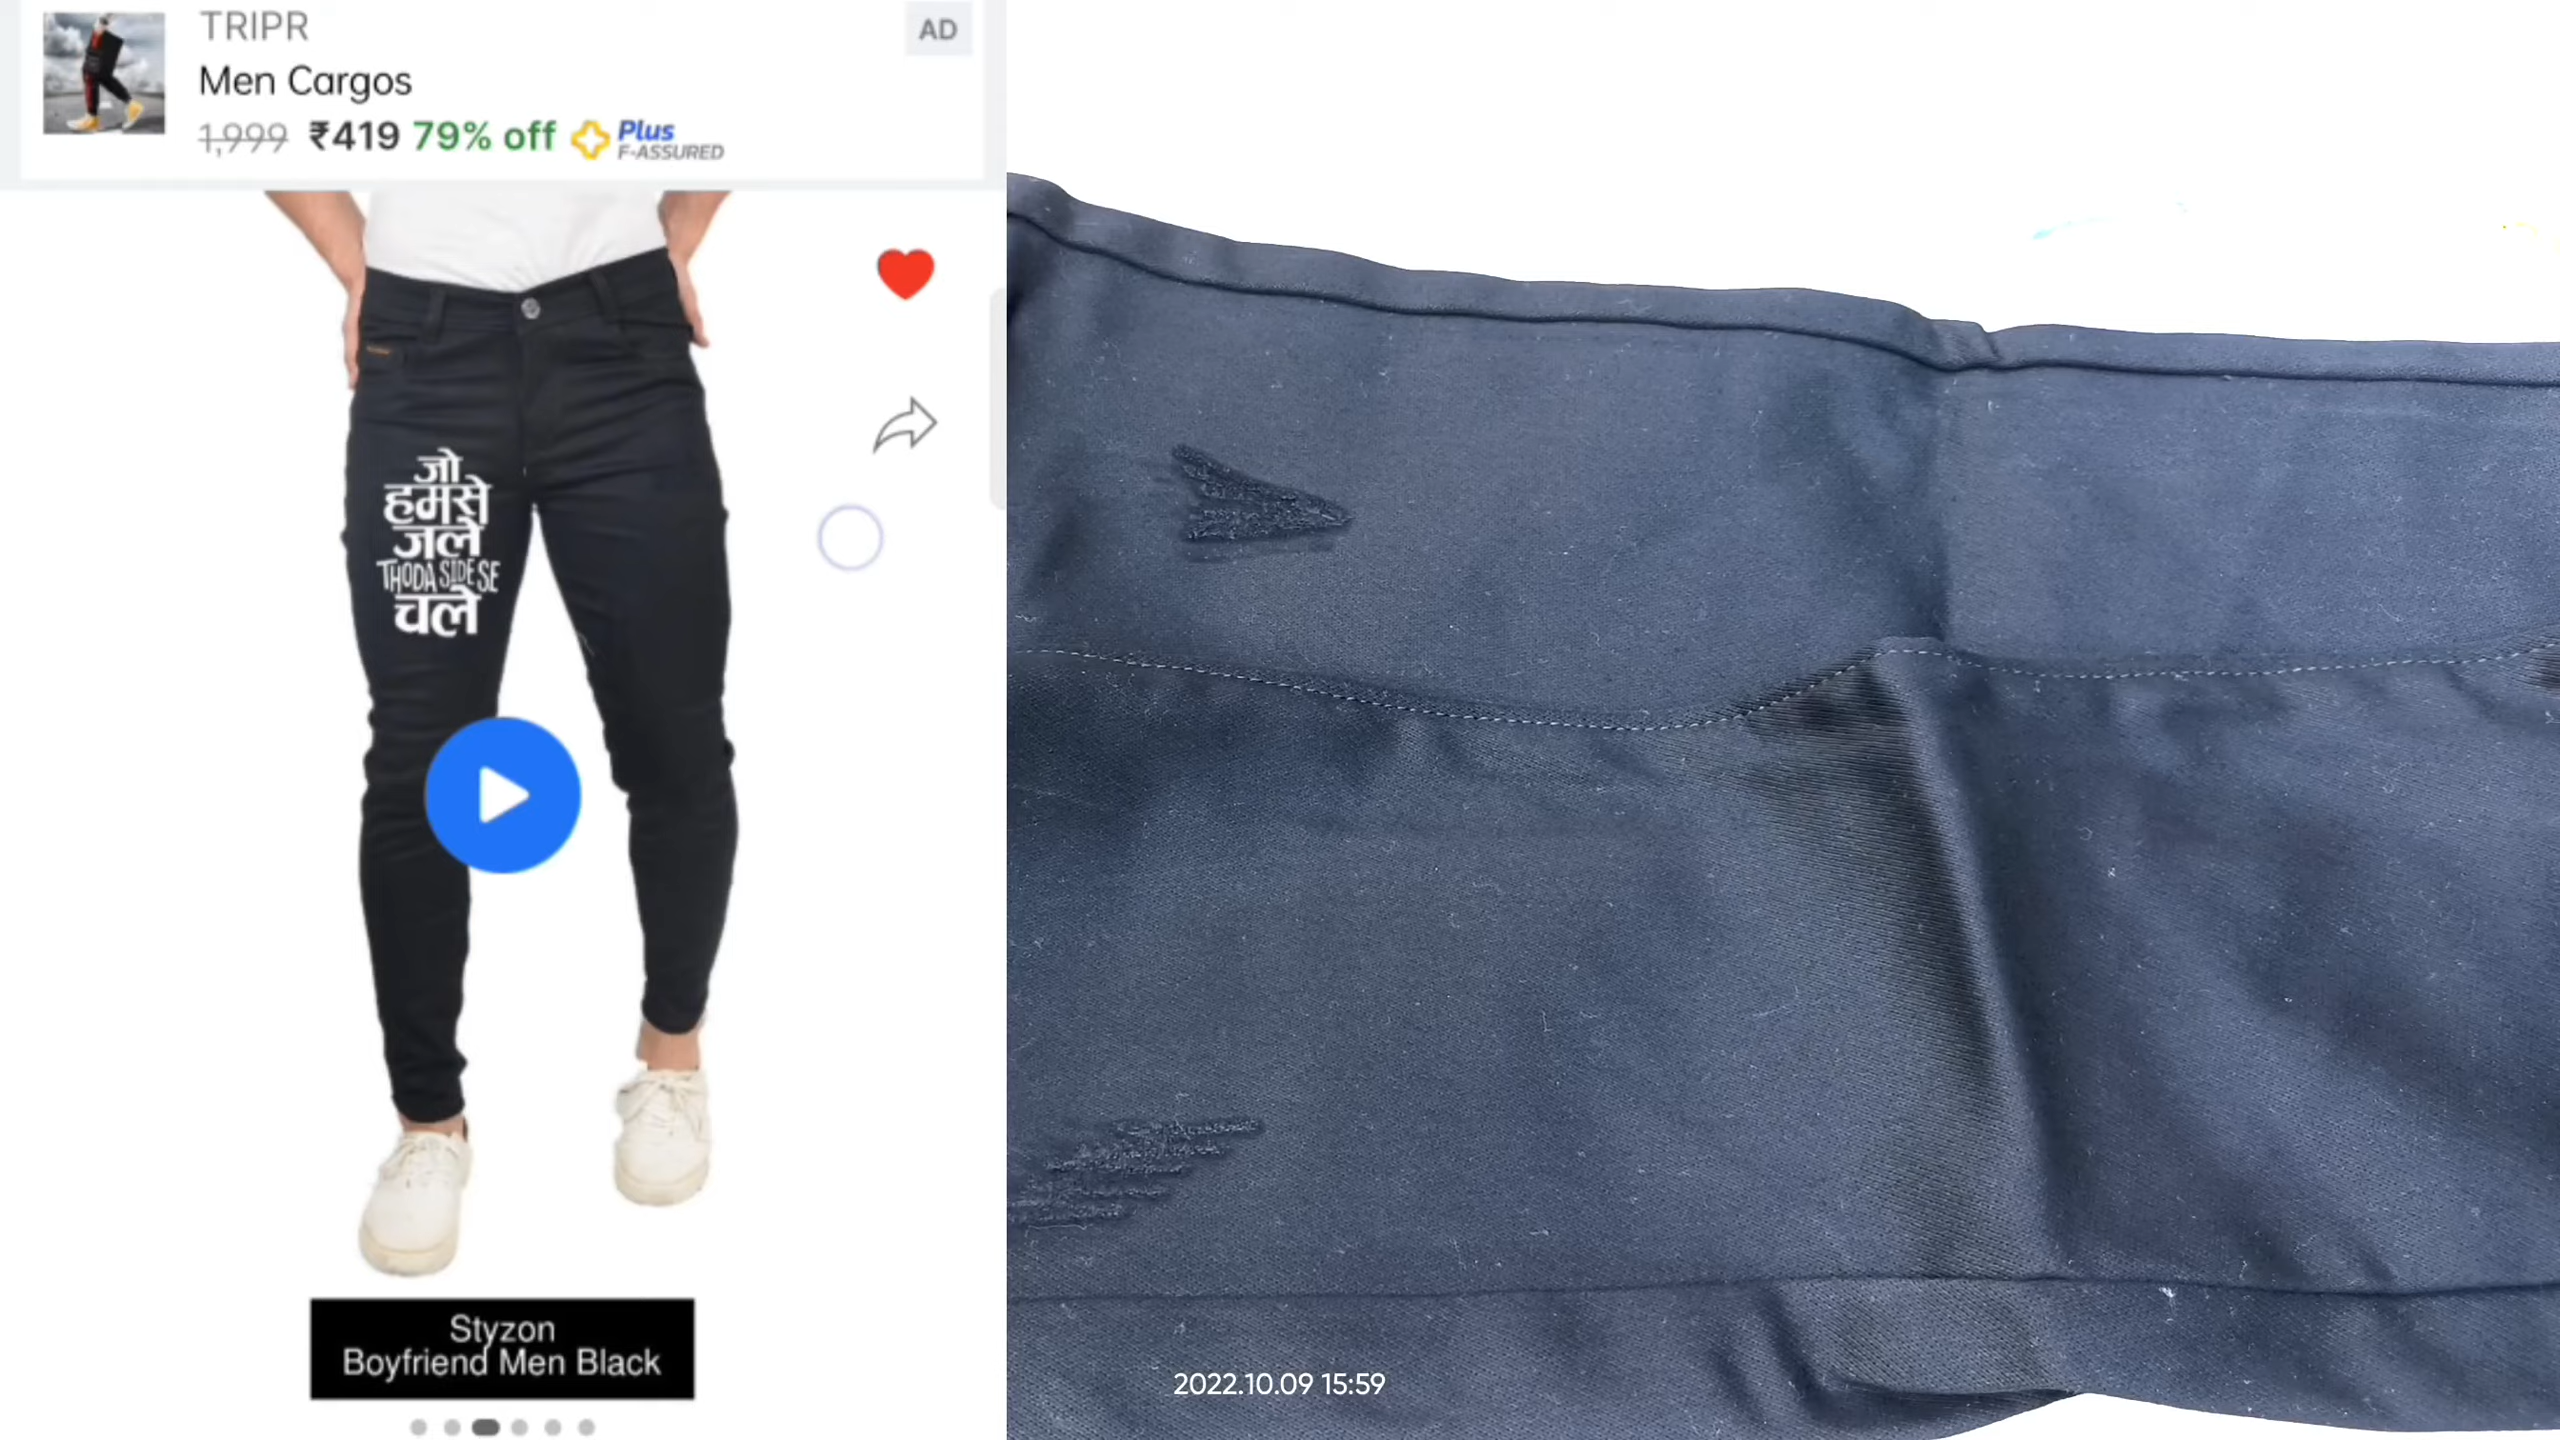 TRIPR
AD
Men Cargos
1,999 ₹419 79% off Plus
F-ASSURED
जो
हमसे
जले
THODA SIDE SE
चले
Styzon
Boyfriend Men Black
2022.10.09 15:59